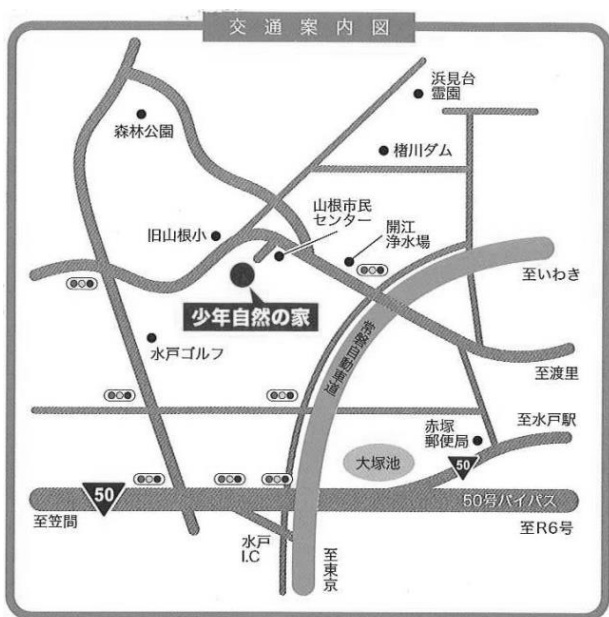 交通案内図
浜見台
霊園
森林公園
楮川ダム
山根市民
センター
旧山根小
開江
浄水場
至いわき
少年自然の家
水戸ゴルフ
常磐自動車道
至渡里
至水戸駅
赤塚
郵便局
大塚池
50
50
50号バイパス
至笠間
水戸
I.C
至東京
至R6号